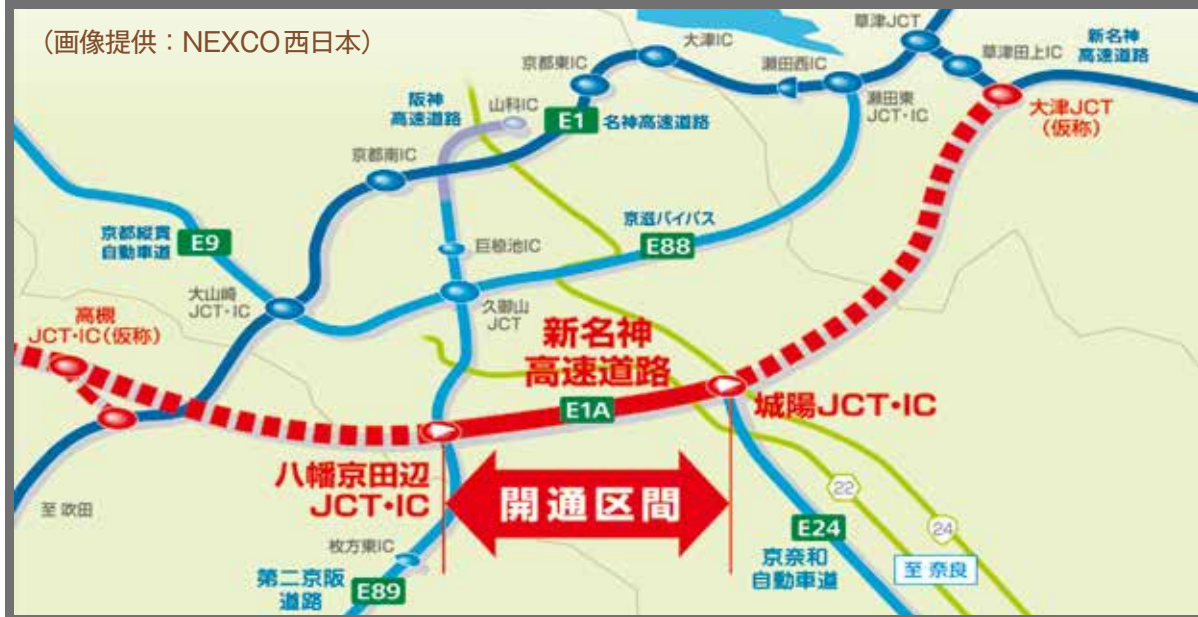 （画像提供：NEXCO西日本）
草津JCT
大津IC
京都東IC
瀬田西IC
草津田上IC
新名神
高速道路
阪神
高速道路
山科IC
E1
名神高速道路
瀬田東
JCT・IC
大津JCT
（仮称）
京都南IC
京滋バイパス
京都縦貫
自動車道
E9
巨椋池IC
E88
大山崎
JCT・IC
久御山
JCT
高槻
JCT・IC(仮称)
新名神
高速道路
E1A
城陽JCT・IC
八幡京田辺
JCT・IC
開通区間
至 吹田
22
24
枚方東IC
E24
京奈和
自動車道
至 奈良
第二京阪
道路
E89